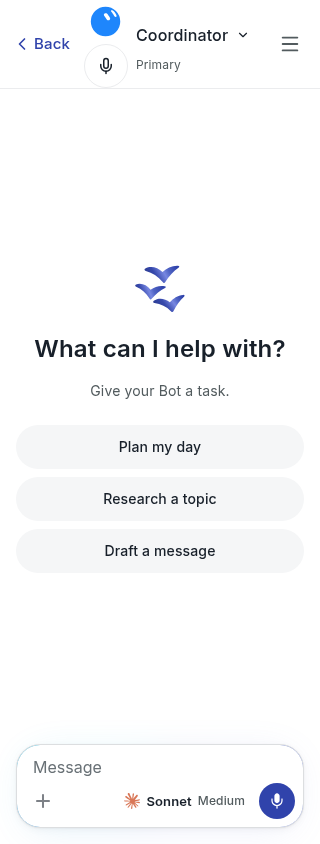 Back
Coordinator
Primary
What can I help with?
Give your Bot a task.
Plan my day
Research a topic
Draft a message
Message
Sonnet Medium